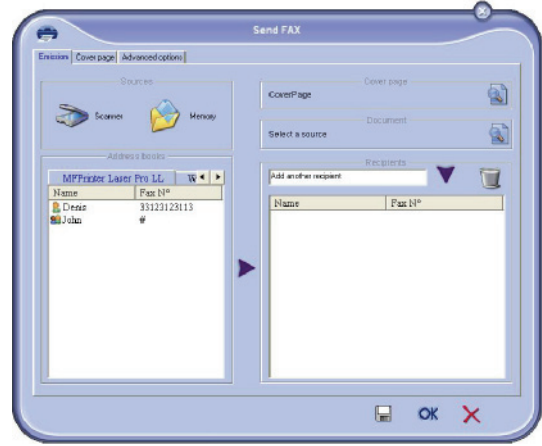 Send FAX
Emission Cover page Advanced options
Sources
Scanner Memory
Cover page
CoverPage
Document
Select a source
Address books
MFPrinter Laser Pro LL
Name Fax N°
Denis 33123123113
John #
Recipients
Add another recipient
Name Fax N°
OK